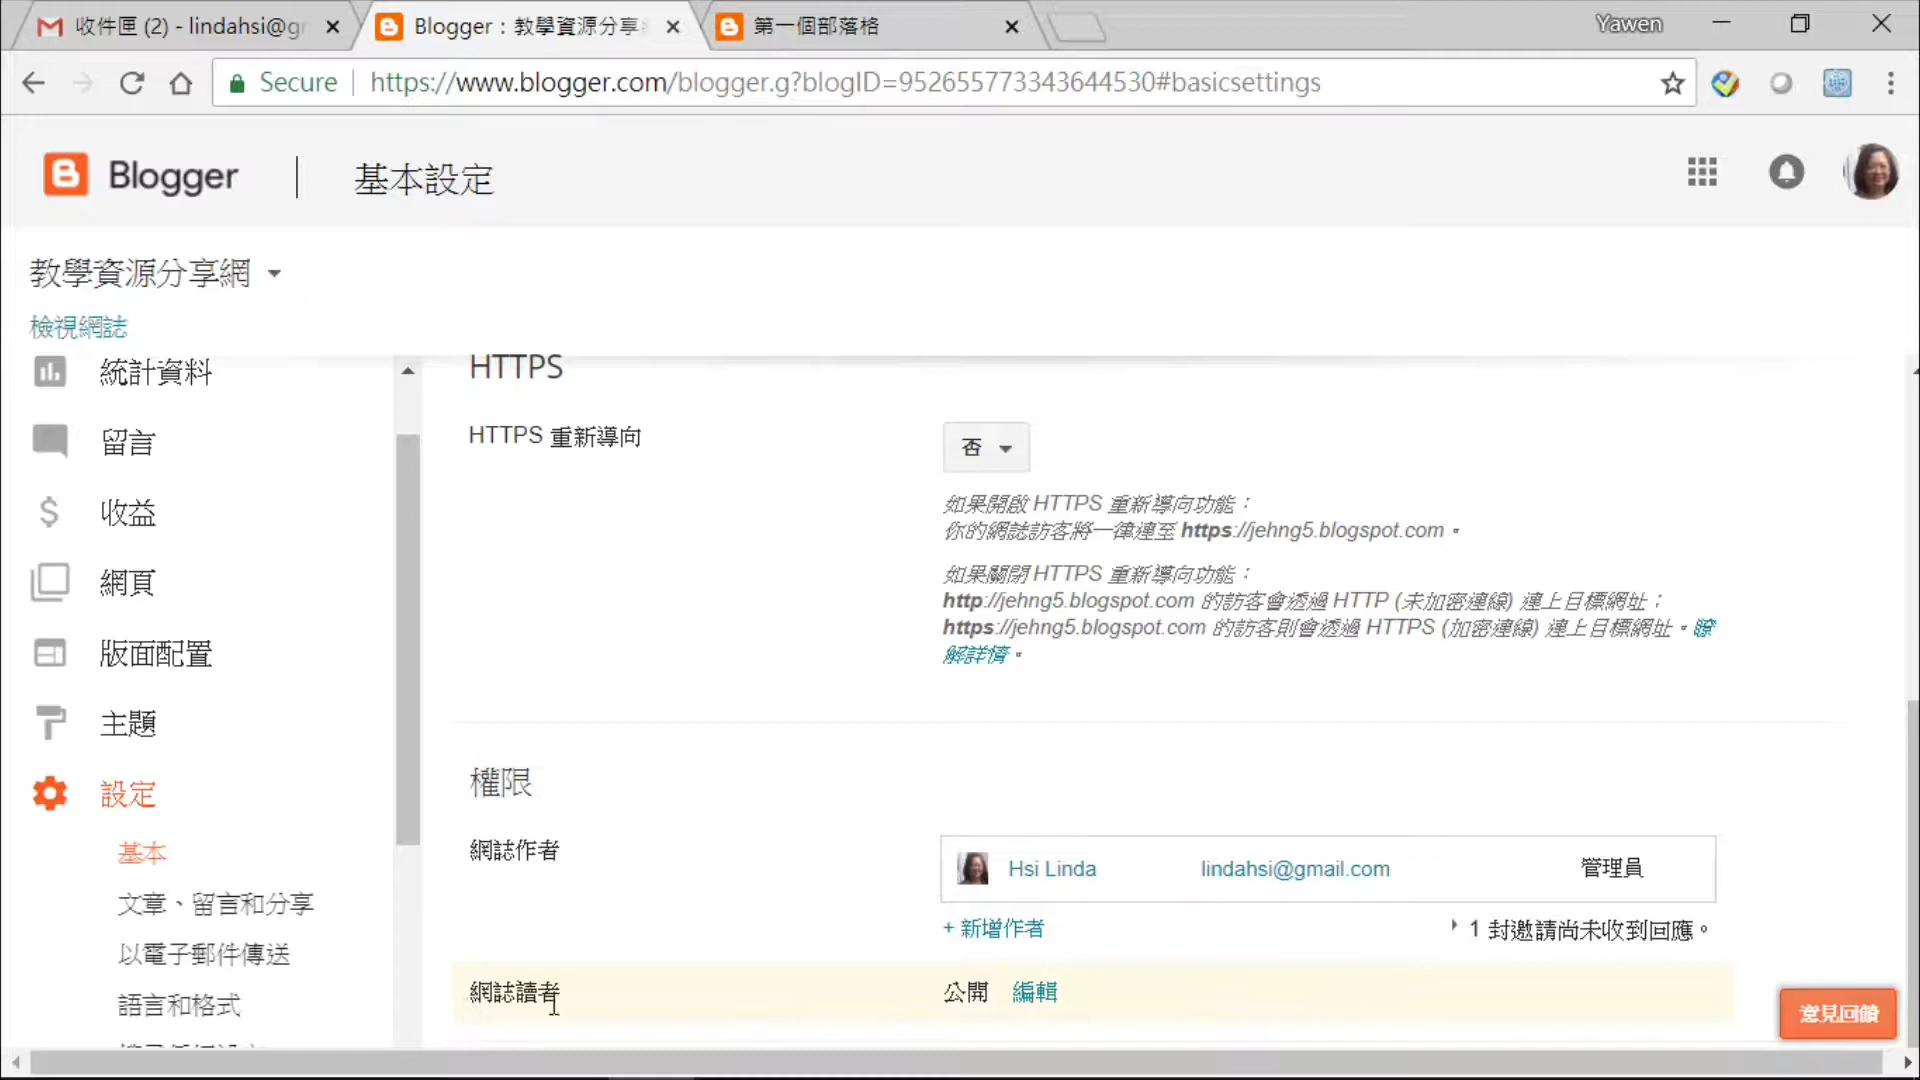 收件匣 (2) - lindahsi@gr
Blogger：教學資源分享
第一個部落格
Yawen
Secure
https://www.blogger.com/blogger.g?blogID=952655773343644530#basicsettings
Blogger
基本設定
教學資源分享網
檢視網誌
統計資料
留言
收益
網頁
版面配置
主題
設定
基本
文章、留言和分享
以電子郵件傳送
語言和格式
HTTPS
HTTPS 重新導向
否
如果開啟 HTTPS 重新導向功能：
你的網誌訪客將一律連至 https://jehng5.blogspot.com。
如果關閉 HTTPS 重新導向功能：
http://jehng5.blogspot.com 的訪客會透過 HTTP (未加密連線) 連上目標網址；
https://jehng5.blogspot.com 的訪客則會透過 HTTPS (加密連線) 連上目標網址。瞭
解詳情。
權限
網誌作者
Hsi Linda
lindahsi@gmail.com
管理員
+ 新增作者
1 封邀請尚未收到回應。
網誌讀者
公開
編輯
意見回饋